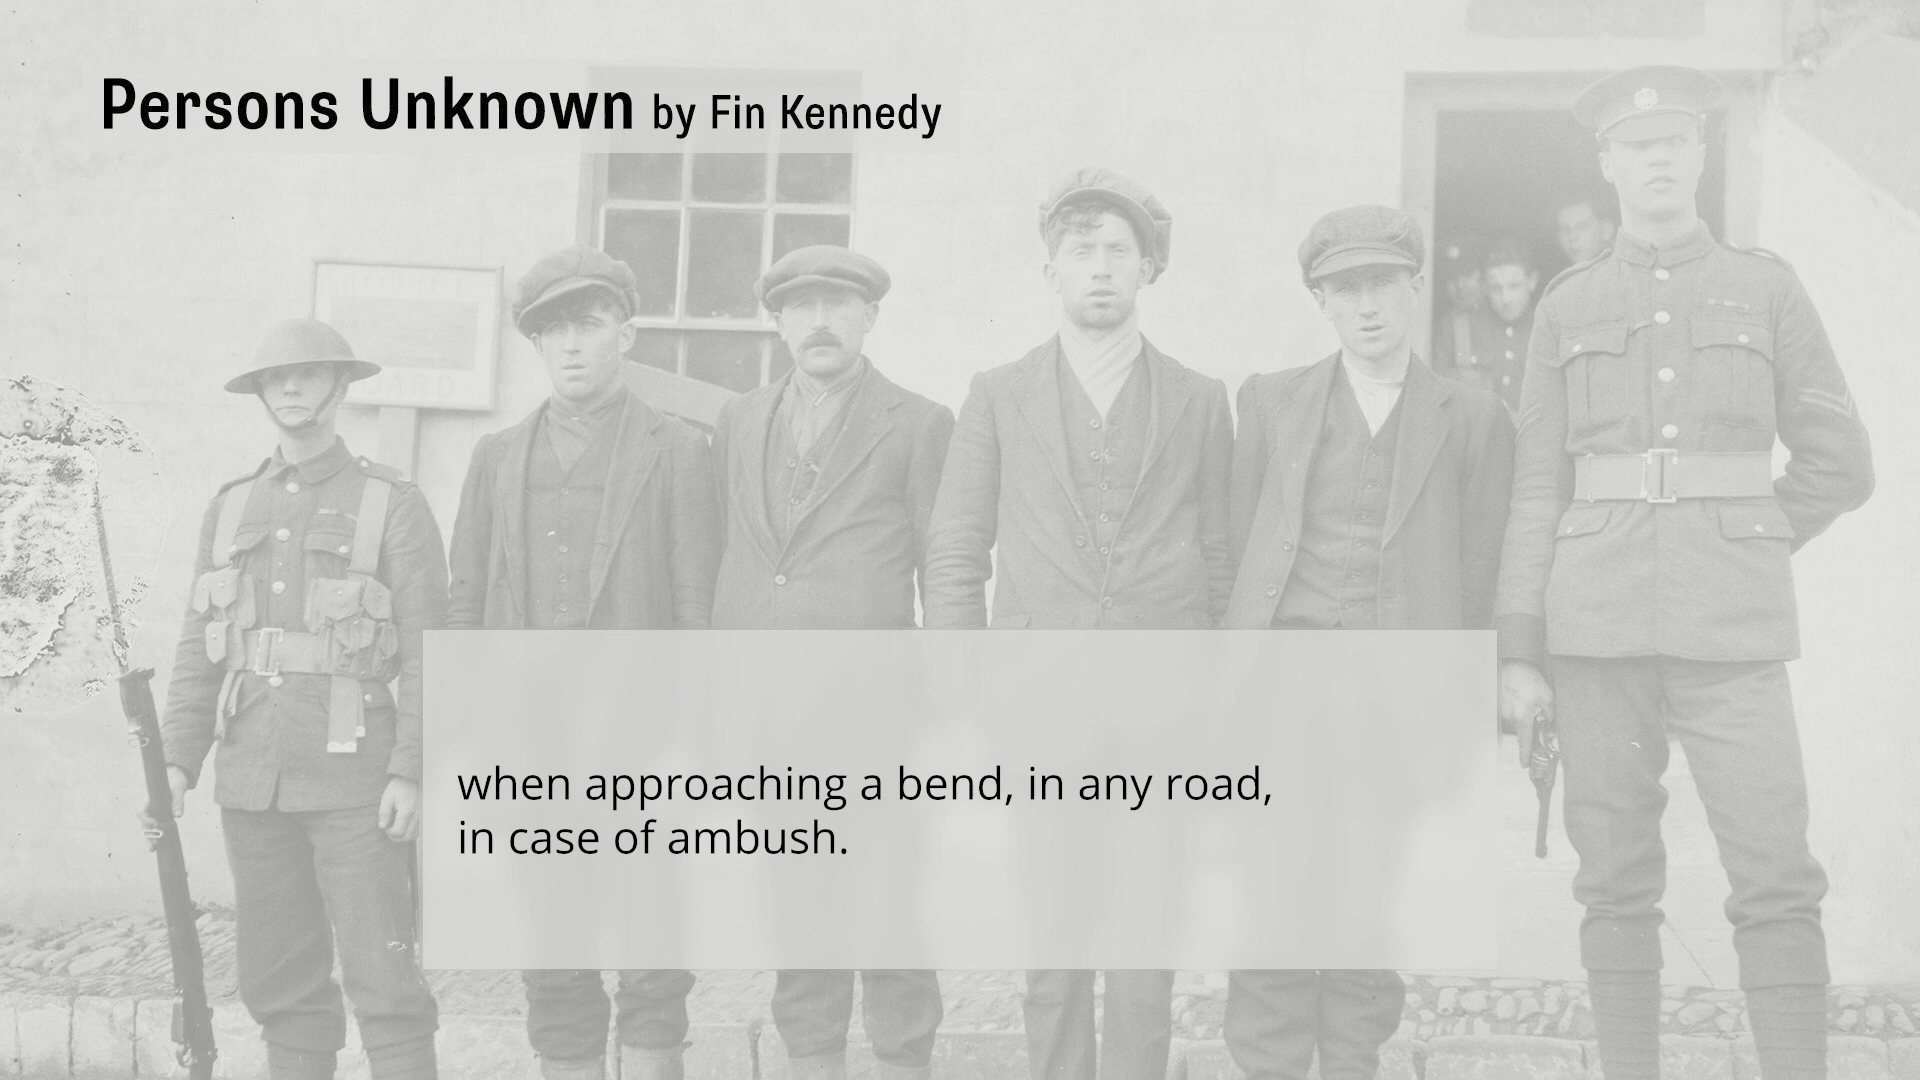 Persons Unknown by Fin Kennedy
when approaching a bend, in any road,
in case of ambush.